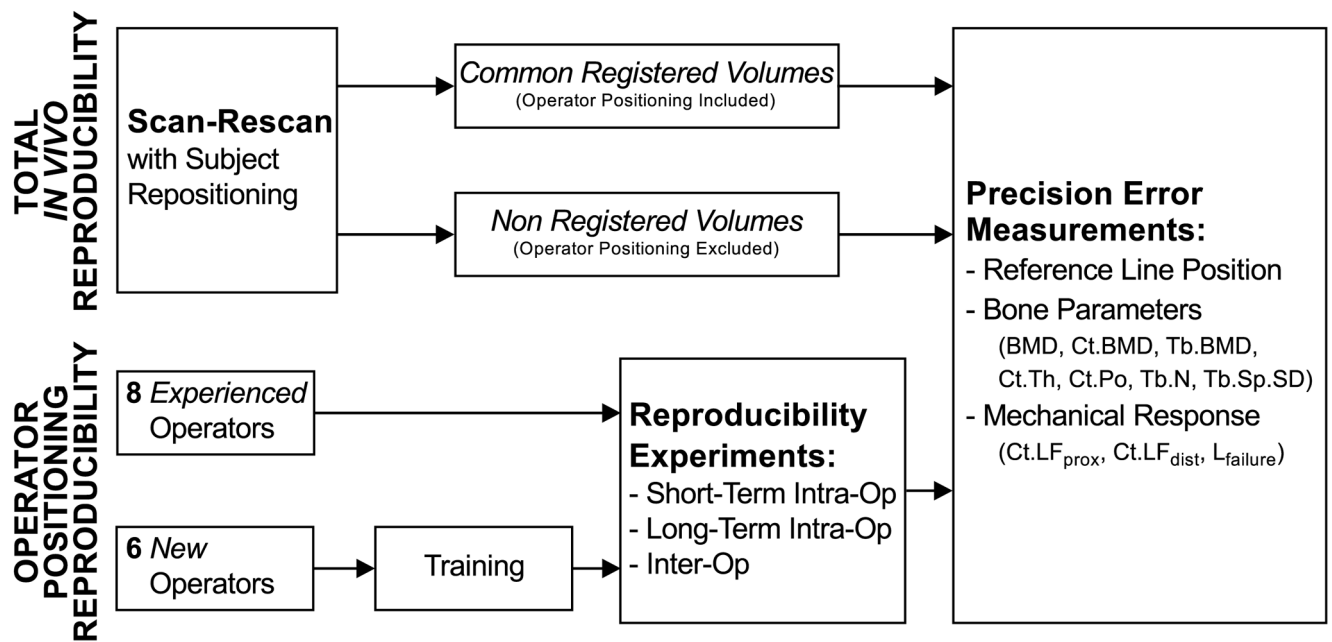 TOTAL
IN VIVO
REPRODUCIBILITY
Scan-Rescan
with Subject
Repositioning
Common Registered Volumes
(Operator Positioning Included)
Non Registered Volumes
(Operator Positioning Excluded)
OPERATOR
POSITIONING
REPRODUCIBILITY
8 Experienced
Operators
6 New
Operators
Training
Reproducibility
Experiments:
- Short-Term Intra-Op
- Long-Term Intra-Op
- Inter-Op
Precision Error
Measurements:
- Reference Line Position
- Bone Parameters
(BMD, Ct.BMD, Tb.BMD,
Ct.Th, Ct.Po, Tb.N, Tb.Sp.SD)
- Mechanical Response
(Ct.LFprox, Ct.LFdist, Lfailure)